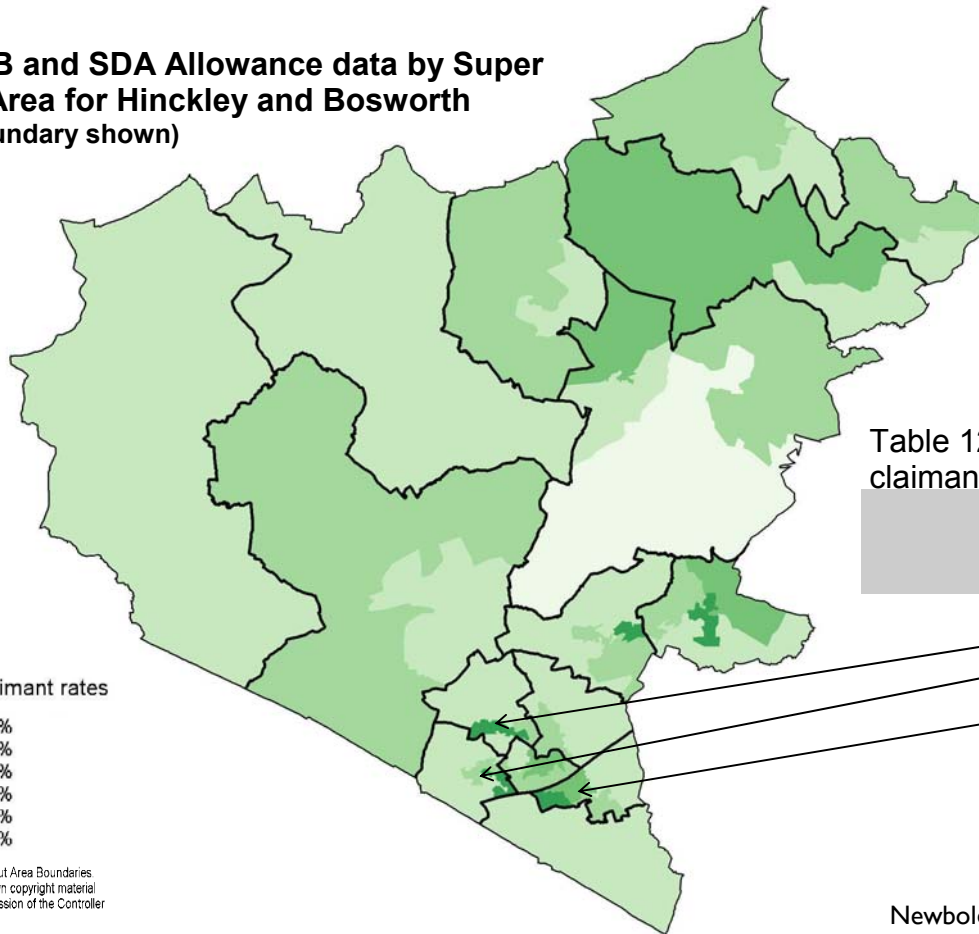 B and SDA Allowance data by Super
Area for Hinckley and Bosworth
undary shown)
Table 12
claiman
imant rates
%
%
%
%
%
%
ut Area Boundaries.
n copyright material
ssion of the Controller
Newbol